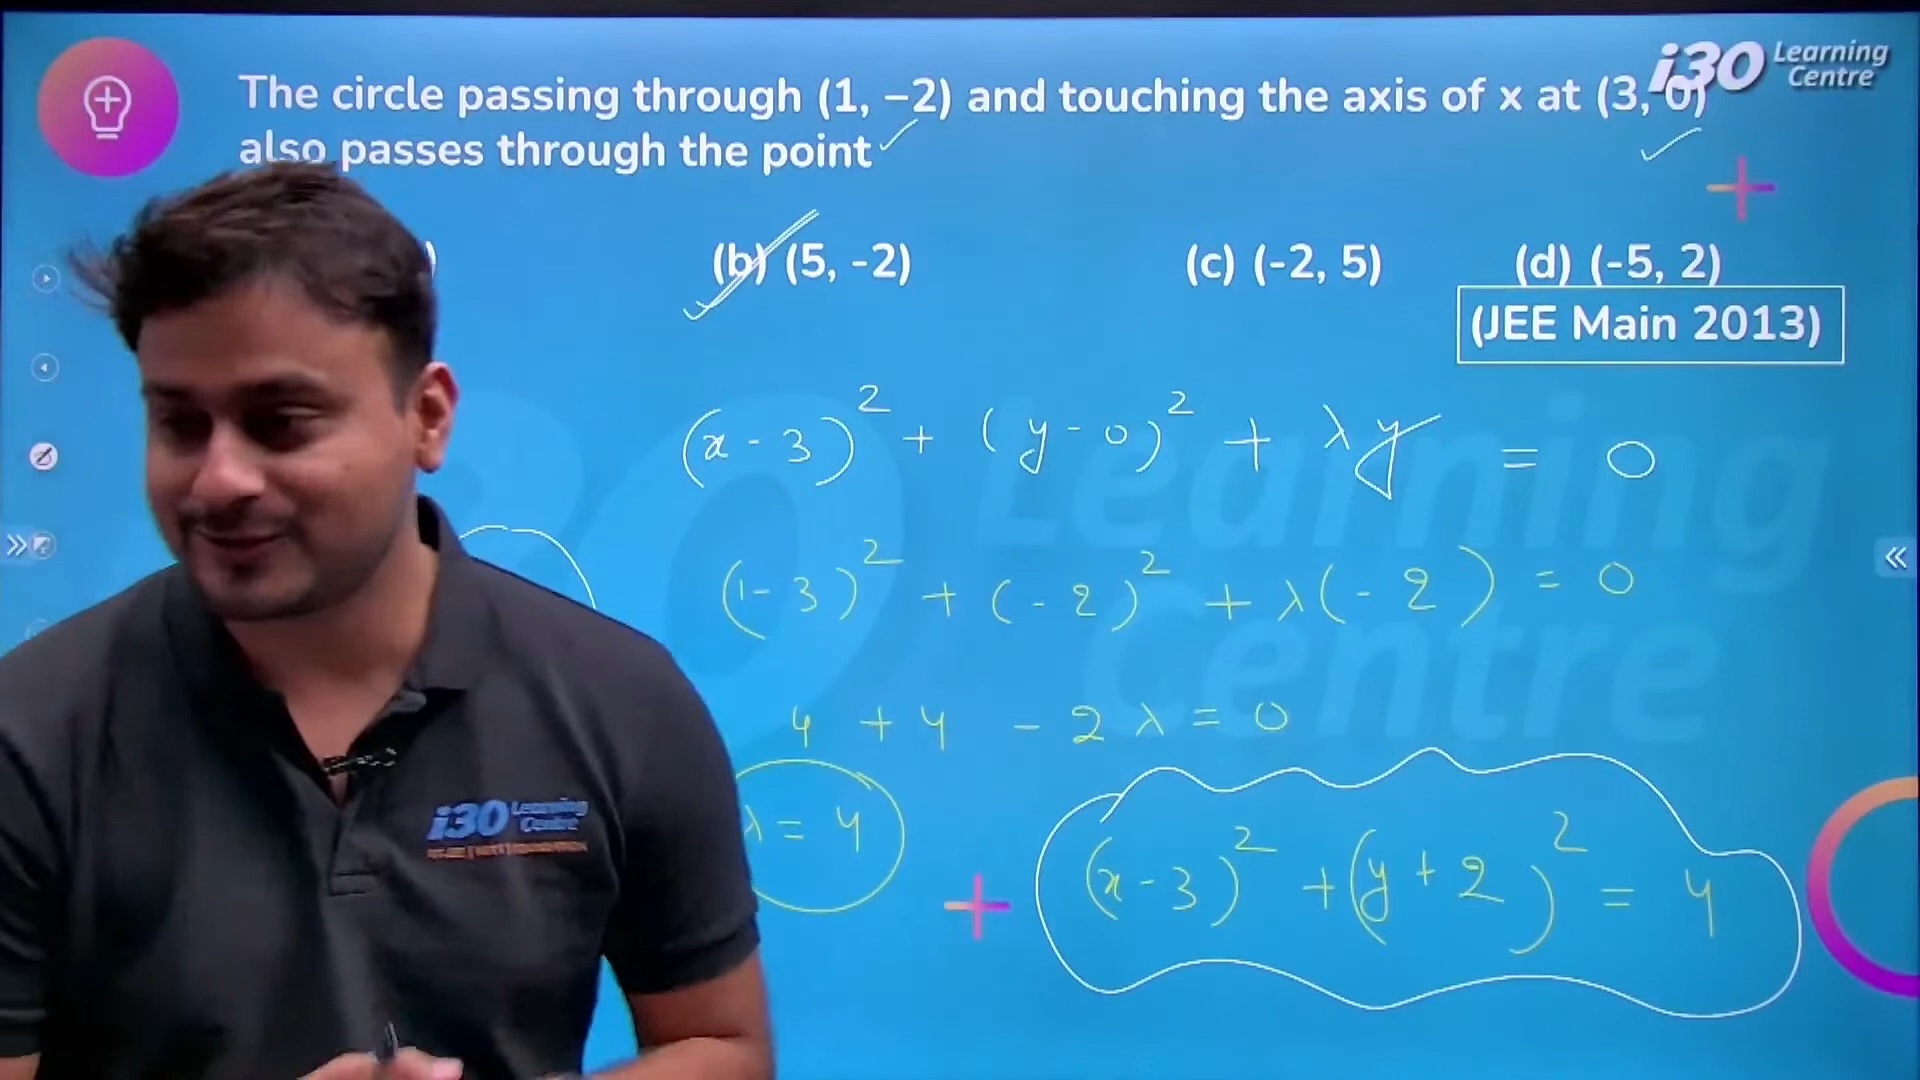 i30 Learning Centre
The circle passing through (1, −2) and touching the axis of x at (3, 0)
also passes through the point
) (b) (5, -2) (c) (-2, 5) (d) (-5, 2)
(JEE Main 2013)
(x - 3)² + (y - 0)² + λy = 0
(1 - 3)² + (-2)² + λ(-2) = 0
4 + 4 - 2λ = 0
λ = 4
(x - 3)² + (y + 2)² = 4
i30 Learning Centre
Learning Centre